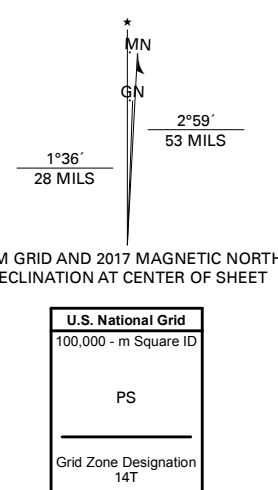 MN
GN
2°59´
53 MILS
1°36´
28 MILS
M GRID AND 2017 MAGNETIC NORTH
ECLINATION AT CENTER OF SHEET
U.S. National Grid
100,000 - m Square ID
PS
Grid Zone Designation
14T